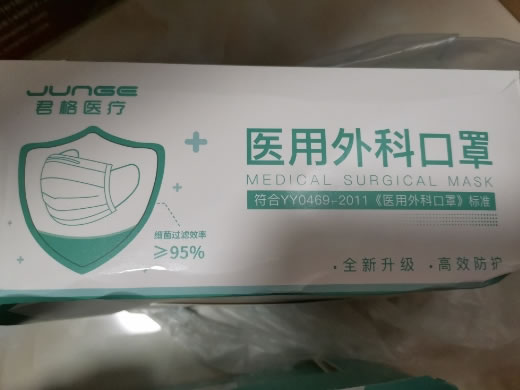 JUNGE
君格医疗
医用外科口罩
MEDICAL SURGICAL MASK
符合YY0469-2011《医用外科口罩》标准
细菌过滤效率
≥95%
·全新升级 ·高效防护